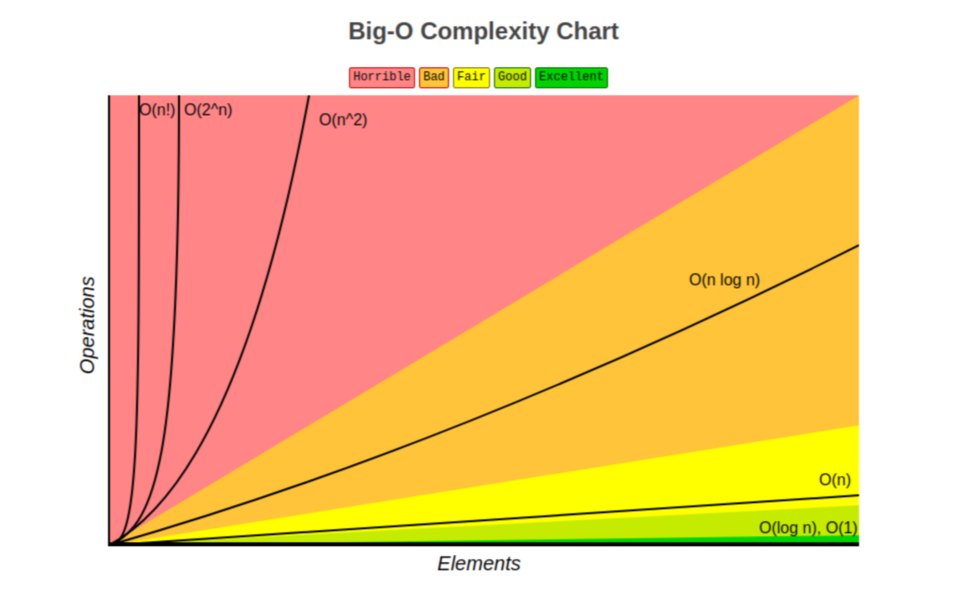 Big-O Complexity Chart
Horrible Bad Fair Good Excellent
O(n!) O(2^n)
O(n^2)
O(n log n)
O(n)
O(log n), O(1)
Operations
Elements